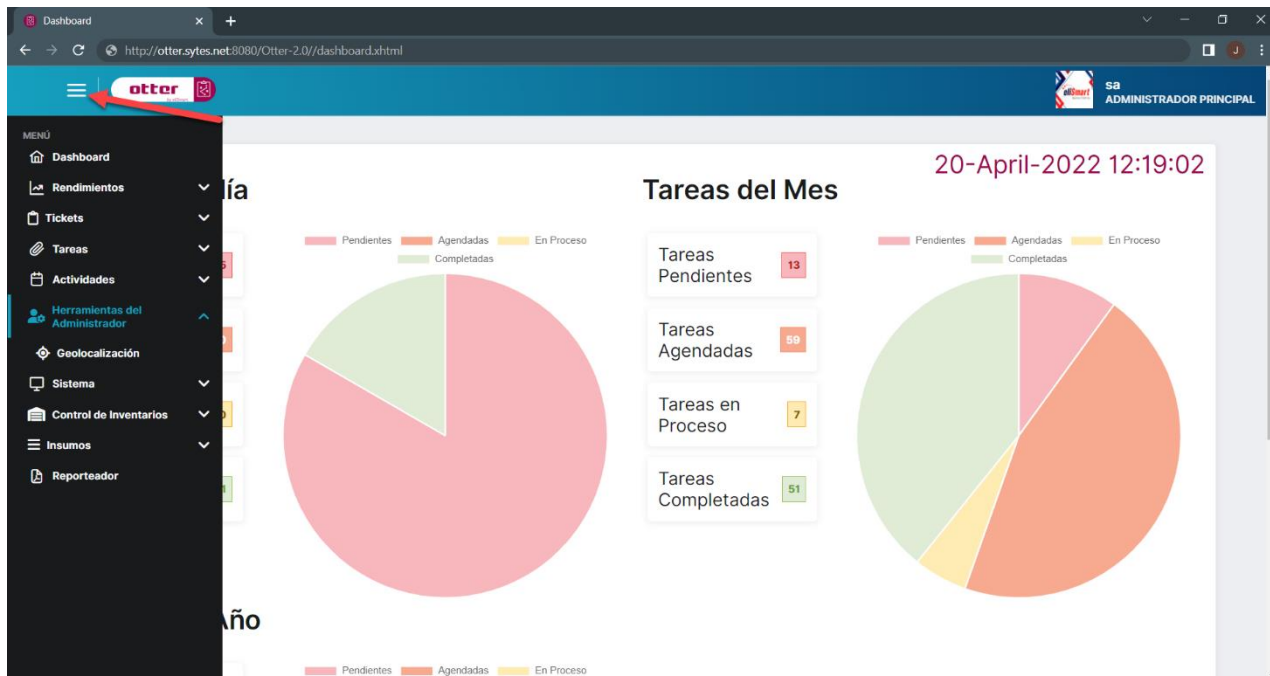 Dashboard
http://otter.sytes.net:8080/Otter-2.0//dashboard.xhtml
J
otter
ellSmart
sa
ADMINISTRADOR PRINCIPAL
MENÚ
Dashboard
Rendimientos
Tickets
Tareas
Actividades
Herramientas del
Administrador
Geolocalización
Sistema
Control de Inventarios
Insumos
Reporteador
20-April-2022 12:19:02
ía
Pendientes Agendadas En Proceso
Completadas
Tareas del Mes
Tareas
Pendientes
13
Tareas
Agendadas
59
Tareas en
Proceso
7
Tareas
Completadas
51
Pendientes Agendadas En Proceso
Completadas
Año
Pendientes Agendadas En Proceso